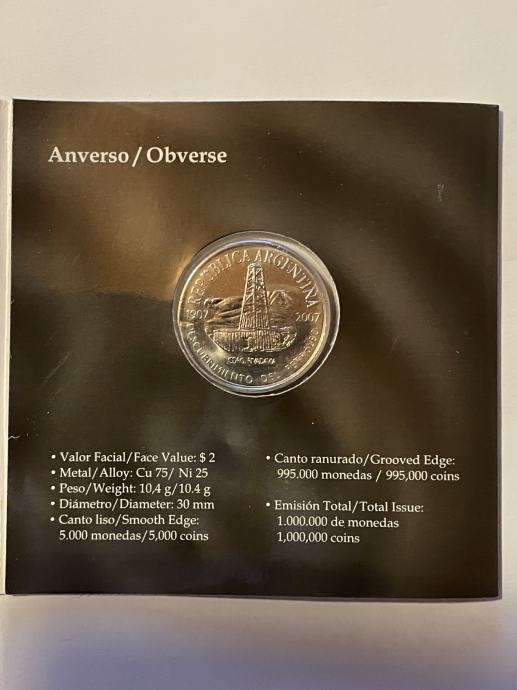 Anverso / Obverse
REPÚBLICA ARGENTINA
1907 2007
DESCUBRIMIENTO DEL PETRÓLEO
• Valor Facial/Face Value: $ 2
• Metal/Alloy: Cu 75/ Ni 25
• Peso/Weight: 10,4 g/10.4 g
• Diámetro/Diameter: 30 mm
• Canto liso/Smooth Edge:
5.000 monedas/5,000 coins
• Canto ranurado/Grooved Edge:
995.000 monedas / 995,000 coins
• Emisión Total/Total Issue:
1.000.000 de monedas
1,000,000 coins